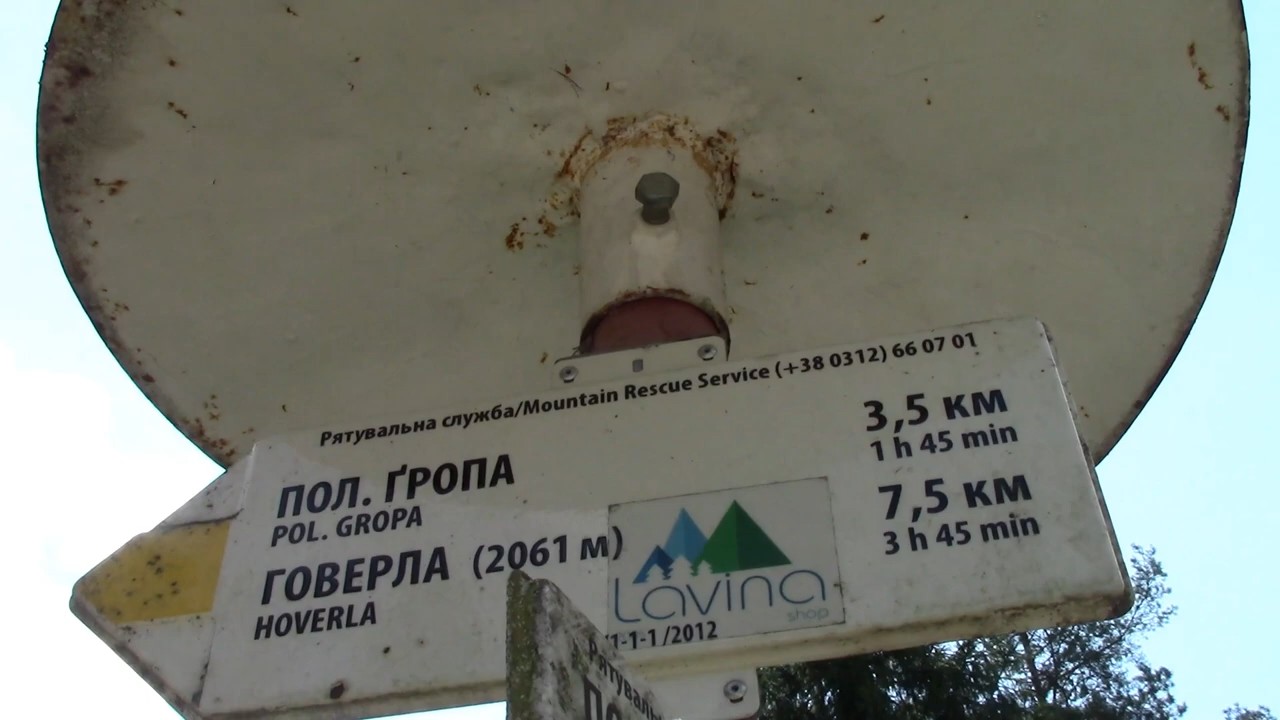 Рятувальна служба/Mountain Rescue Service (+38 0312) 66 07 01
ПОЛ. ҐРОПА
POL. GROPA
3,5 км
1 h 45 min
ГОВЕРЛА (2061 м)
HOVERLA
7,5 км
3 h 45 min
Lavina
shop
1-1-1/2012
Рятуваль